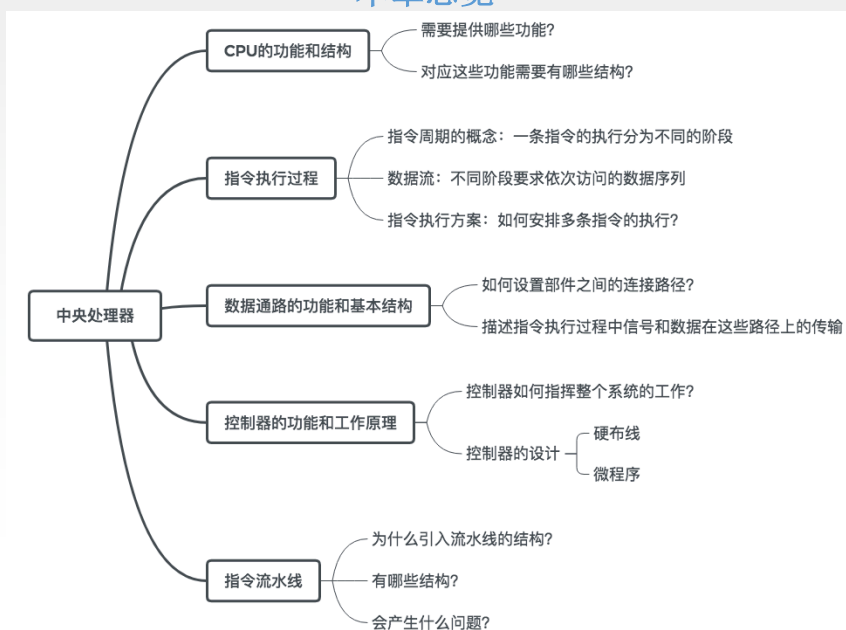 CPU的功能和结构
需要提供哪些功能?
对应这些功能需要有哪些结构?
指令执行过程
指令周期的概念：一条指令的执行分为不同的阶段
数据流：不同阶段要求依次访问的数据序列
指令执行方案：如何安排多条指令的执行?
中央处理器
数据通路的功能和基本结构
如何设置部件之间的连接路径?
描述指令执行过程中信号和数据在这些路径上的传输
控制器的功能和工作原理
控制器如何指挥整个系统的工作?
控制器的设计
硬布线
微程序
指令流水线
为什么引入流水线的结构?
有哪些结构?
会产生什么问题?